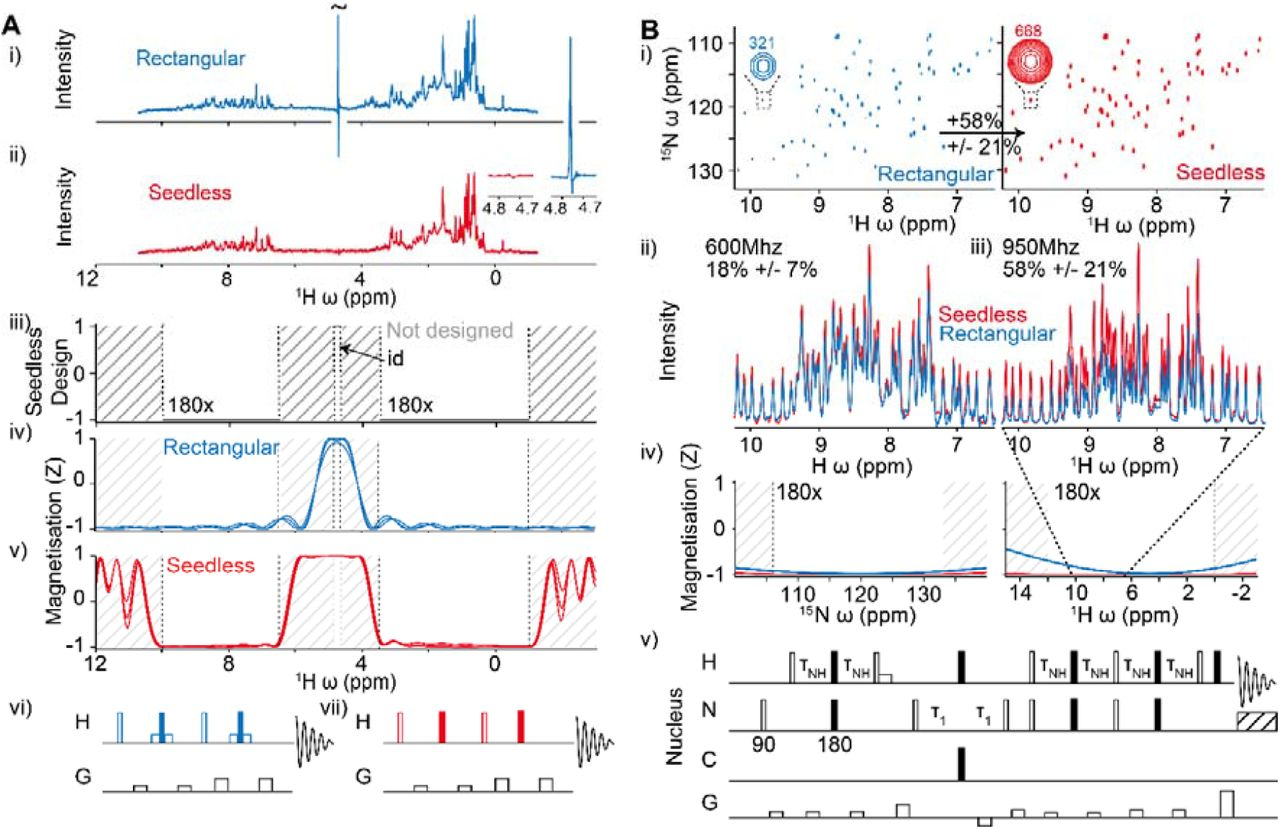 A
i)
Intensity
Rectangular
~
ii)
Intensity
Seedless
4.8 4.7
4.8 4.7
12 8 4 0
¹H ω (ppm)
iii)
Seedless Design
1
0
-1
180x
Not designed
id
180x
iv)
Magnetisation (Z)
1
0
-1
Rectangular
v)
1
0
-1
Seedless
12 8 4 0
¹H ω (ppm)
vi)
H
G
vii)
H
G
B
i)
¹⁵N ω (ppm)
110
120
130
321
668
+58%
+/- 21%
Rectangular
Seedless
10 9 8 7
¹H ω (ppm)
10 9 8 7
¹H ω (ppm)
ii)
600Mhz
18% +/- 7%
iii)
950Mhz
58% +/- 21%
Seedless
Rectangular
Intensity
10 9 8 7
H ω (ppm)
10 9 8 7
¹H ω (ppm)
iv)
Magnetisation (Z)
1
0
-1
180x
180x
110 120 130
¹⁵N ω (ppm)
14 10 6 2 -2
¹H ω (ppm)
v)
Nucleus
H
τNH τNH τNH τNH τNH τNH
N
τ1 τ1
90 180
C
G